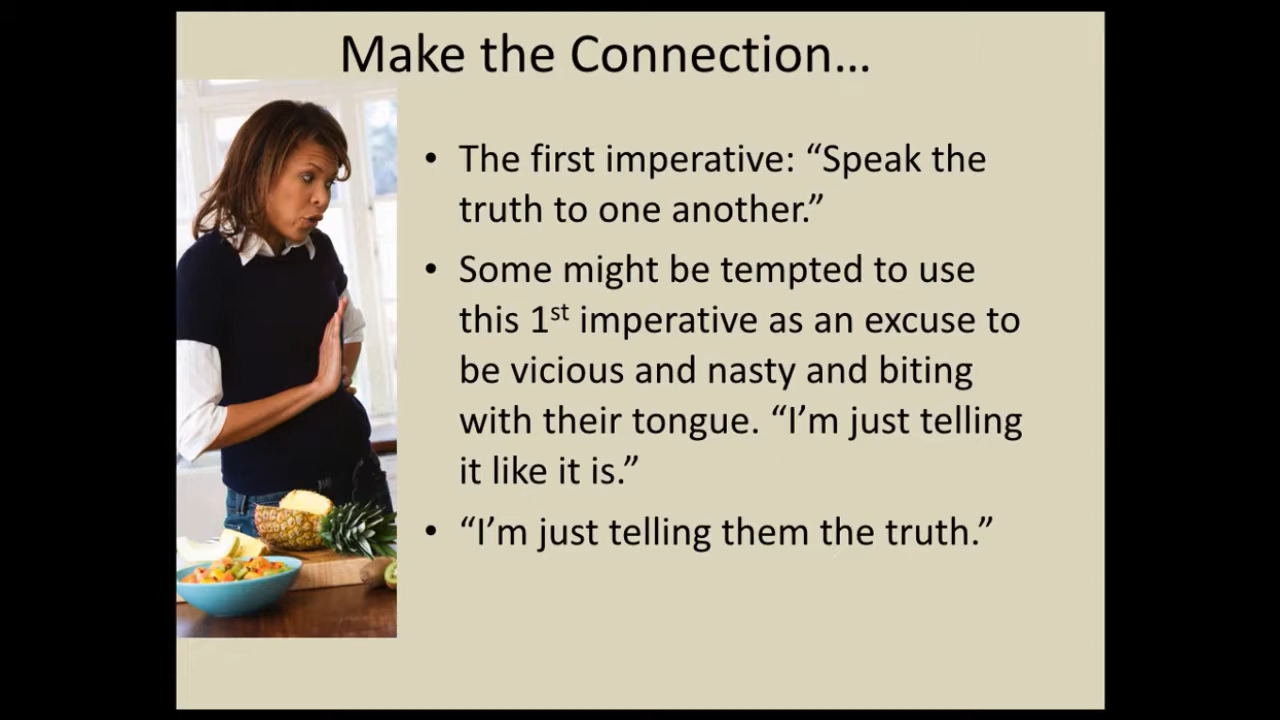 Make the Connection...
• The first imperative: “Speak the
truth to one another.”
• Some might be tempted to use
this 1st imperative as an excuse to
be vicious and nasty and biting
with their tongue. “I’m just telling
it like it is.”
• “I’m just telling them the truth.”